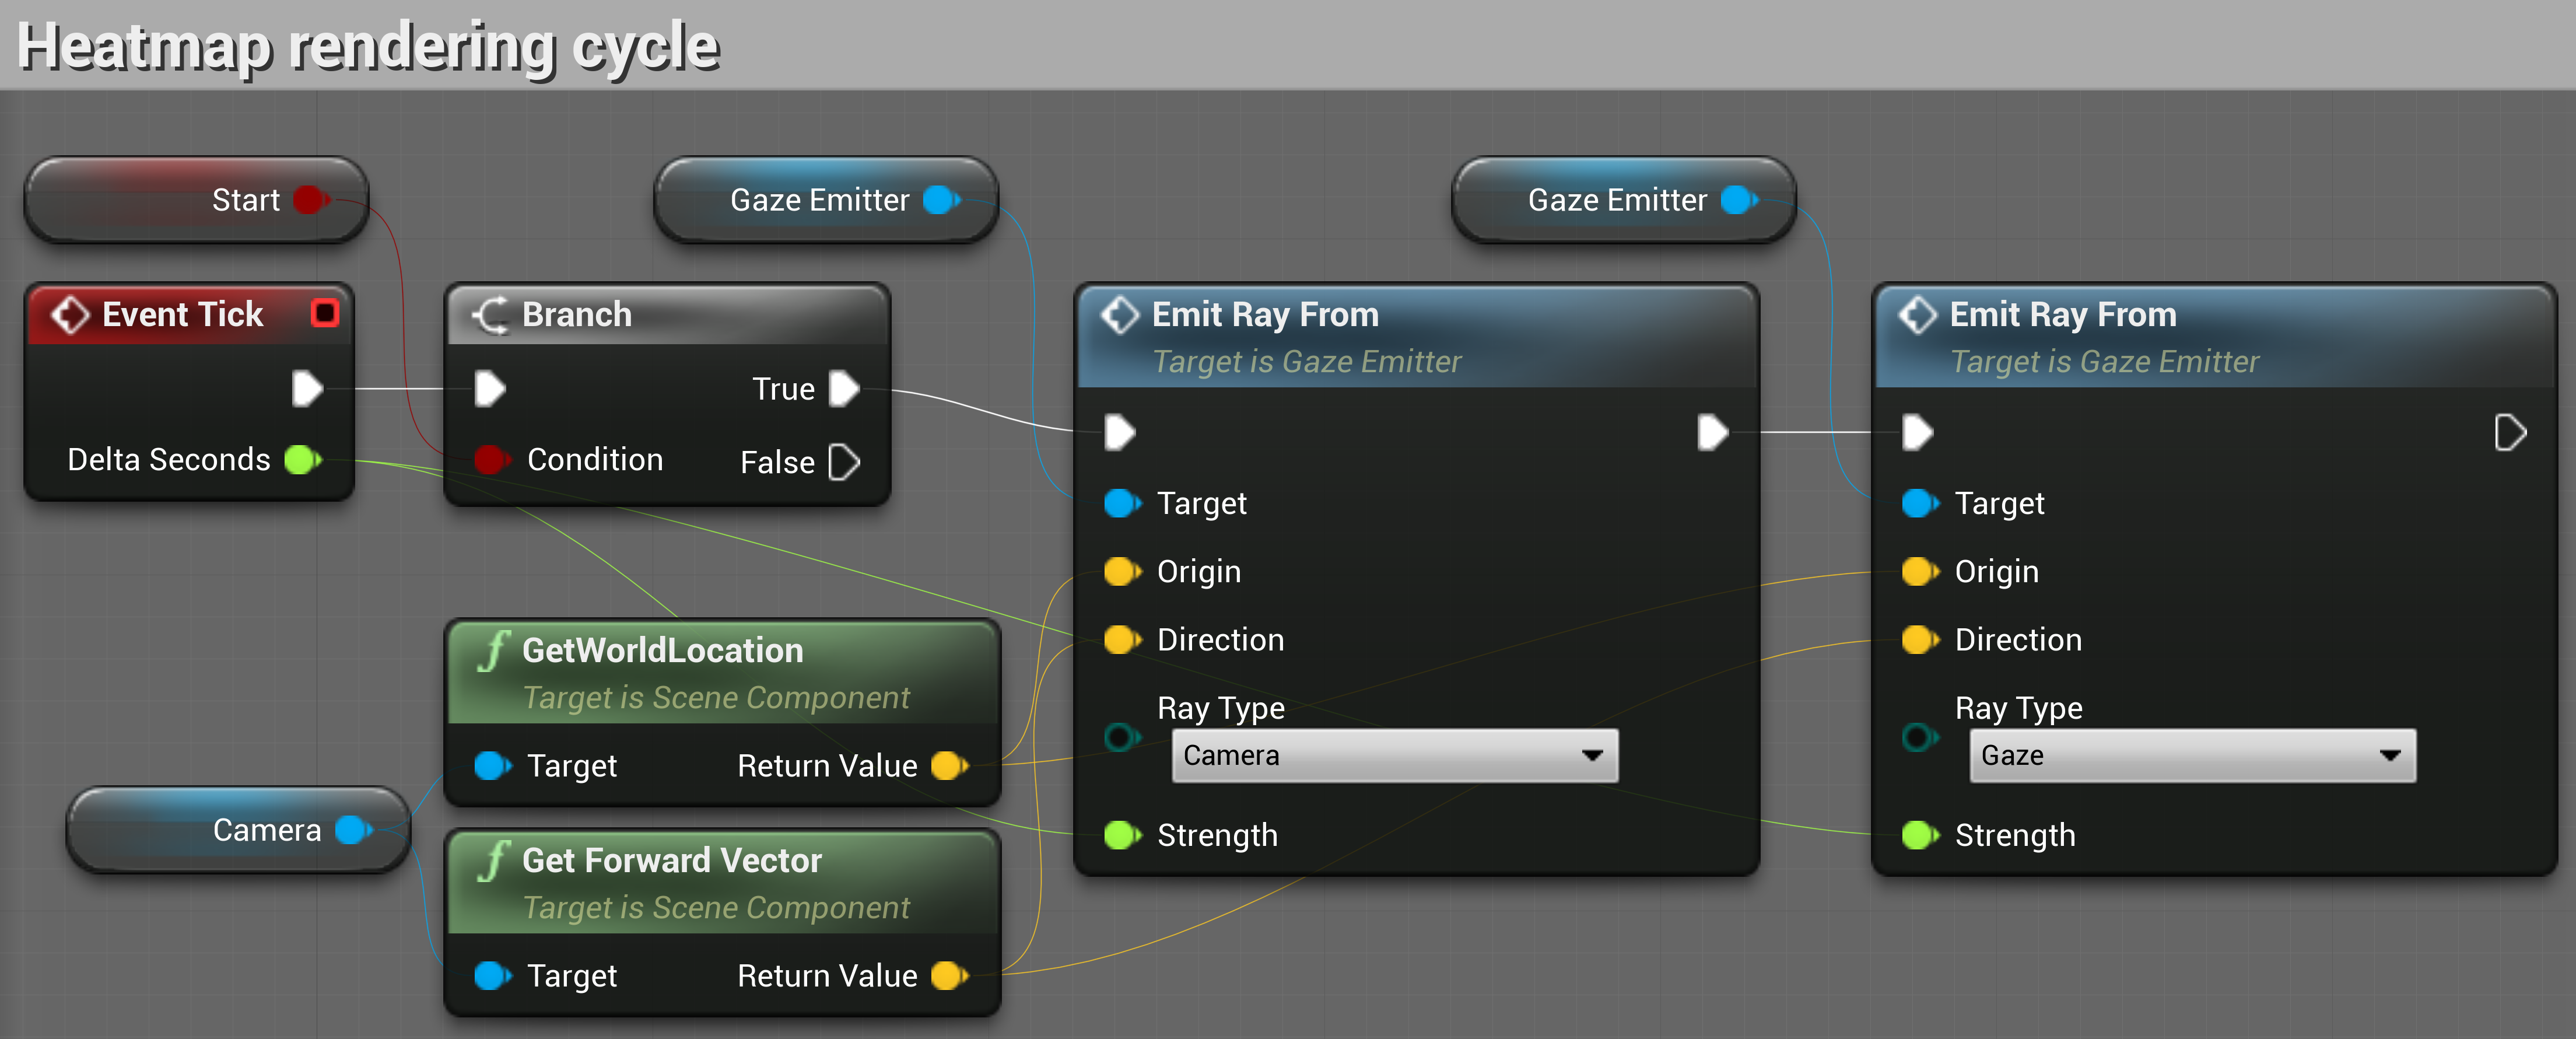 Heatmap rendering cycle
Start
Gaze Emitter
Gaze Emitter
Event Tick
Delta Seconds
Branch
True
Condition
False
Emit Ray From
Target is Gaze Emitter
Target
Origin
Direction
Ray Type
Camera
Strength
Emit Ray From
Target is Gaze Emitter
Target
Origin
Direction
Ray Type
Gaze
Strength
GetWorldLocation
Target is Scene Component
Target
Return Value
Camera
Get Forward Vector
Target is Scene Component
Target
Return Value